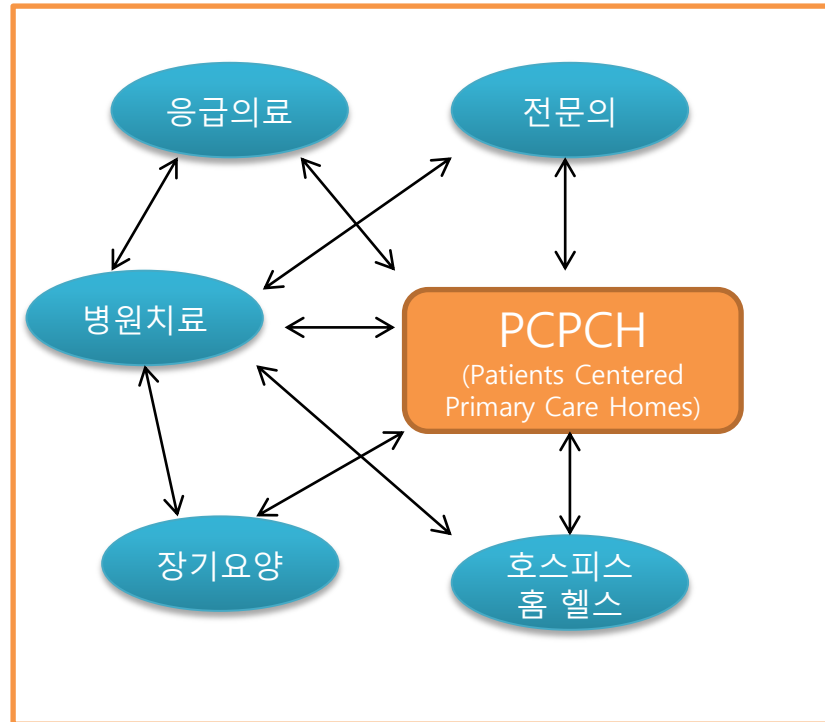 응급의료
전문의
병원치료
PCPCH
(Patients Centered
Primary Care Homes)
장기요양
호스피스
홈 헬스